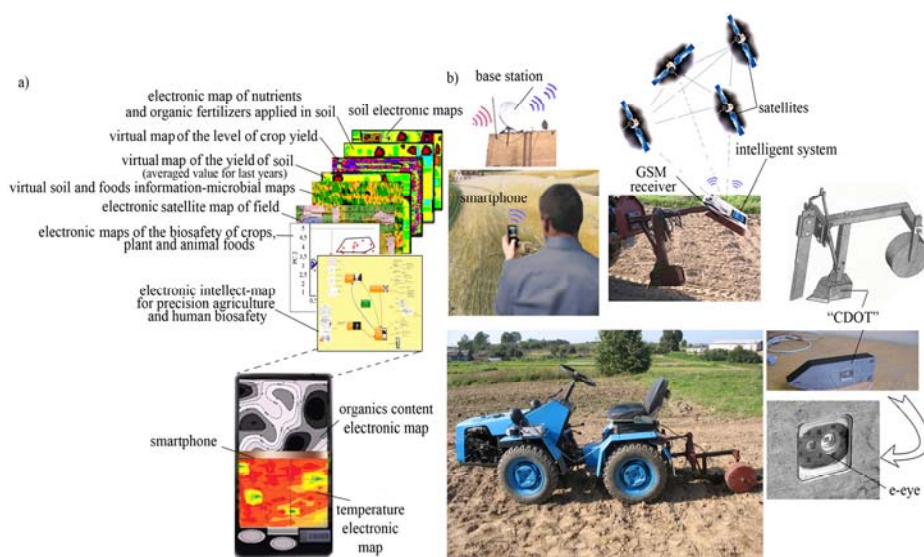 a)
electronic map of nutrients
and organic fertilizers applied in soil
soil electronic maps
virtual map of the level of crop yield
virtual map of the yield of soil
(averaged value for last years)
virtual soil and foods information-microbial maps
electronic satellite map of field
electronic maps of the biosafety of crops,
plant and animal foods
electronic intellect-map
for precision agriculture
and human biosafety
smartphone
organics content
electronic map
temperature
electronic
map
b)
base station
satellites
intelligent system
GSM
receiver
smartphone
“CDOT”
e-eye